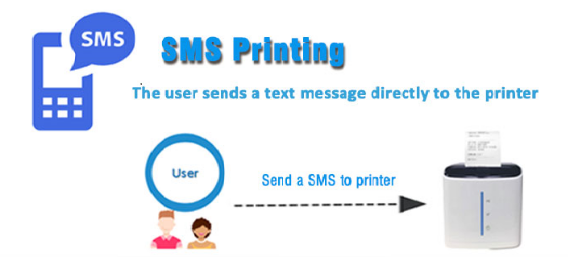 SMS
SMS Printing
The user sends a text message directly to the printer
User
Send a SMS to printer